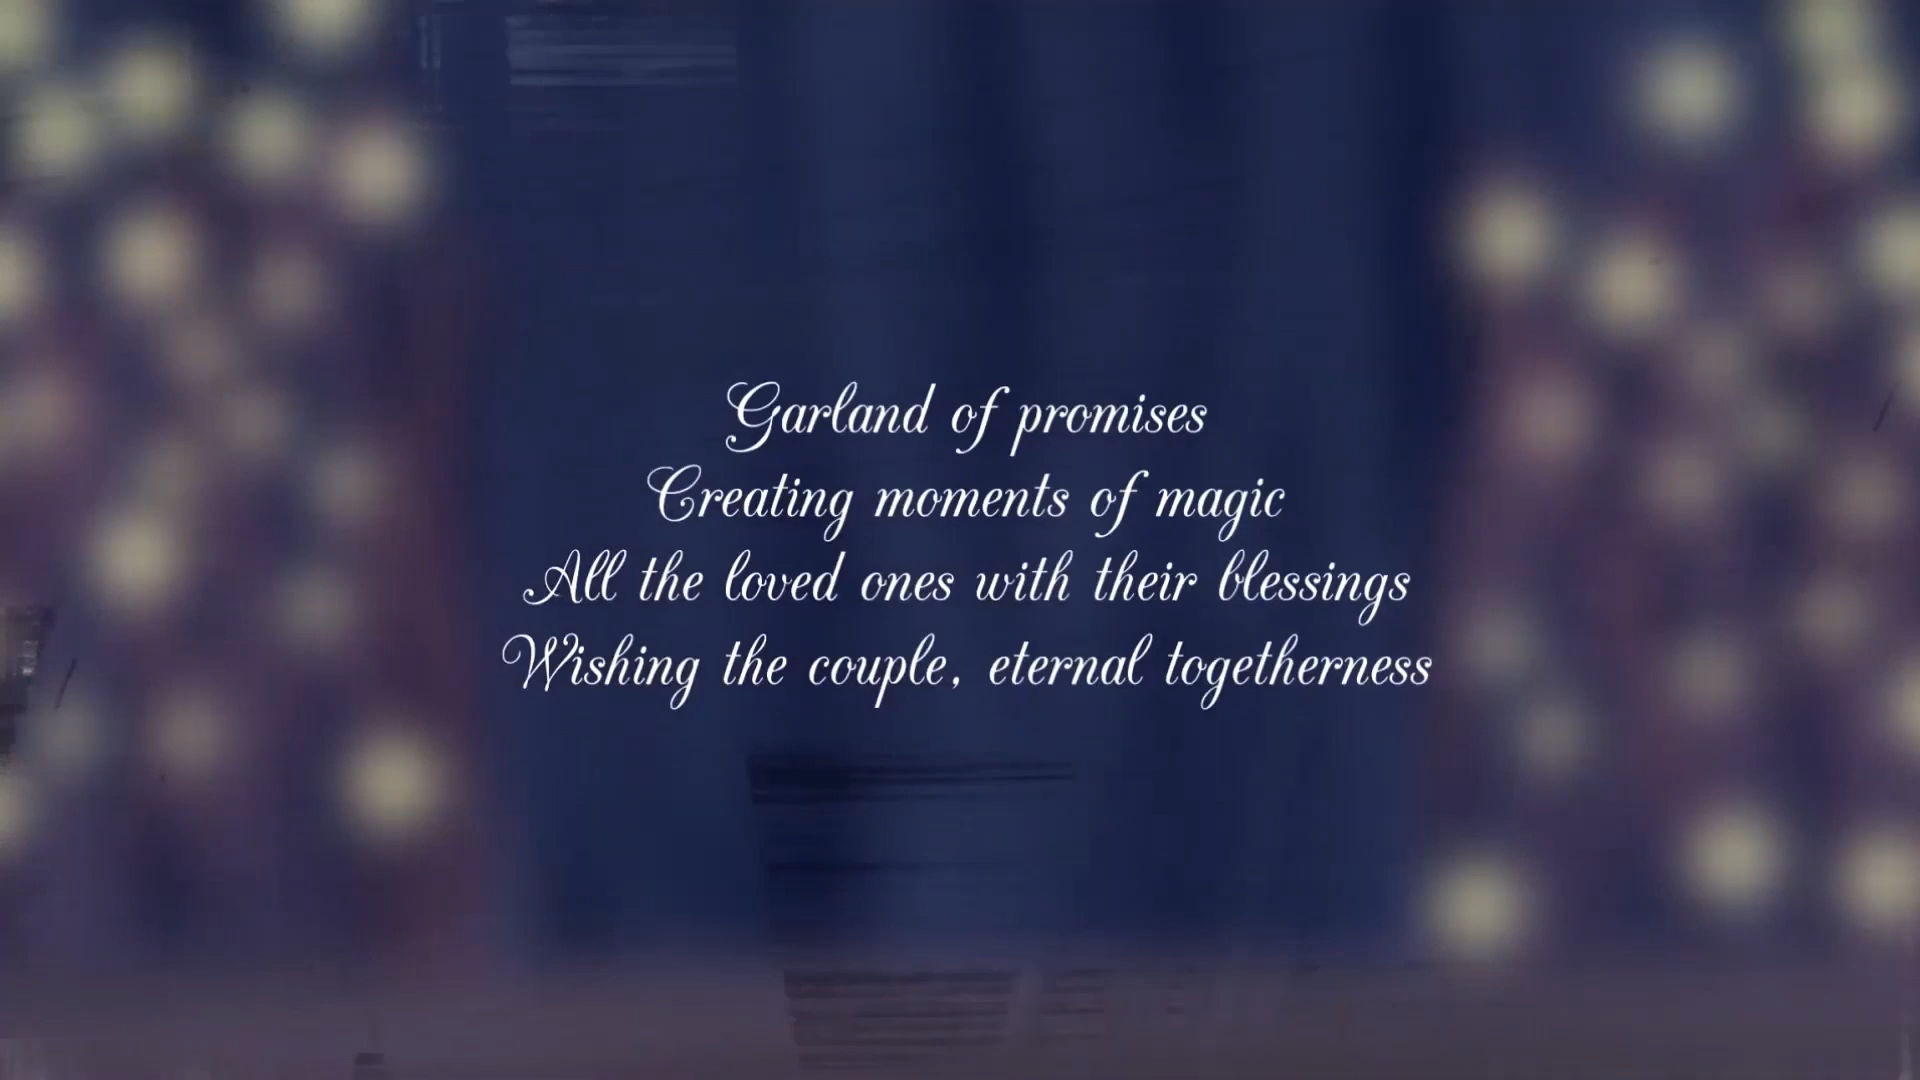 Garland of promises
Creating moments of magic
All the loved ones with their blessings
Wishing the couple, eternal togetherness